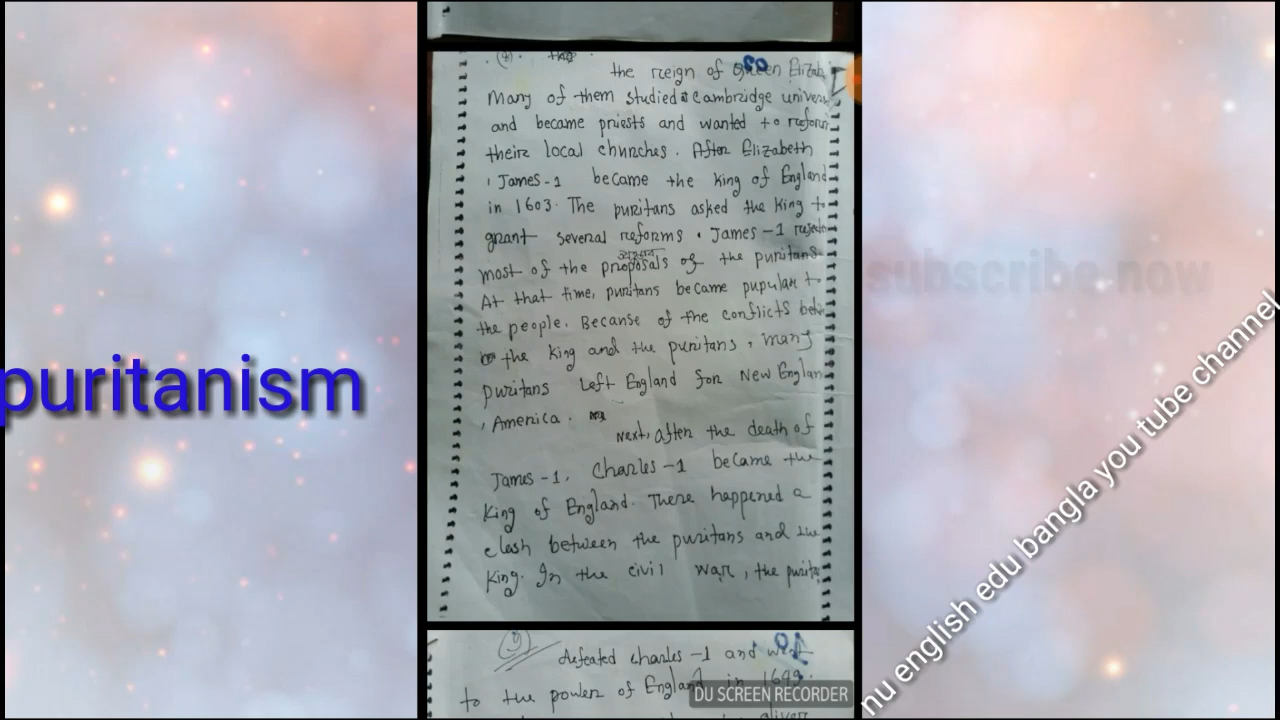 puritanism
the reign of Queen Elizab
Many of them studied Cambridge univers
and became priests and wanted to reform
their local churches. After Elizabeth
, James-1 became the King of England
in 1603. The puritans asked the King to
grant several reforms. James-1
most of the proposals of the puritans.
At that time, puritans became pupular to
the people. Because of the conflicts betw
the King and the puritans, many
puritans left England for New Englan
, America.
Next, after the death of
James-1, Charles-1 became the
King of England. There happened a
clash between the puritans and the
King. In the civil war, the purita
defeated charles-1 and went
to the power of England in 1649.
DU SCREEN RECORDER
subscribe now
nu english edu bangla you tube channel